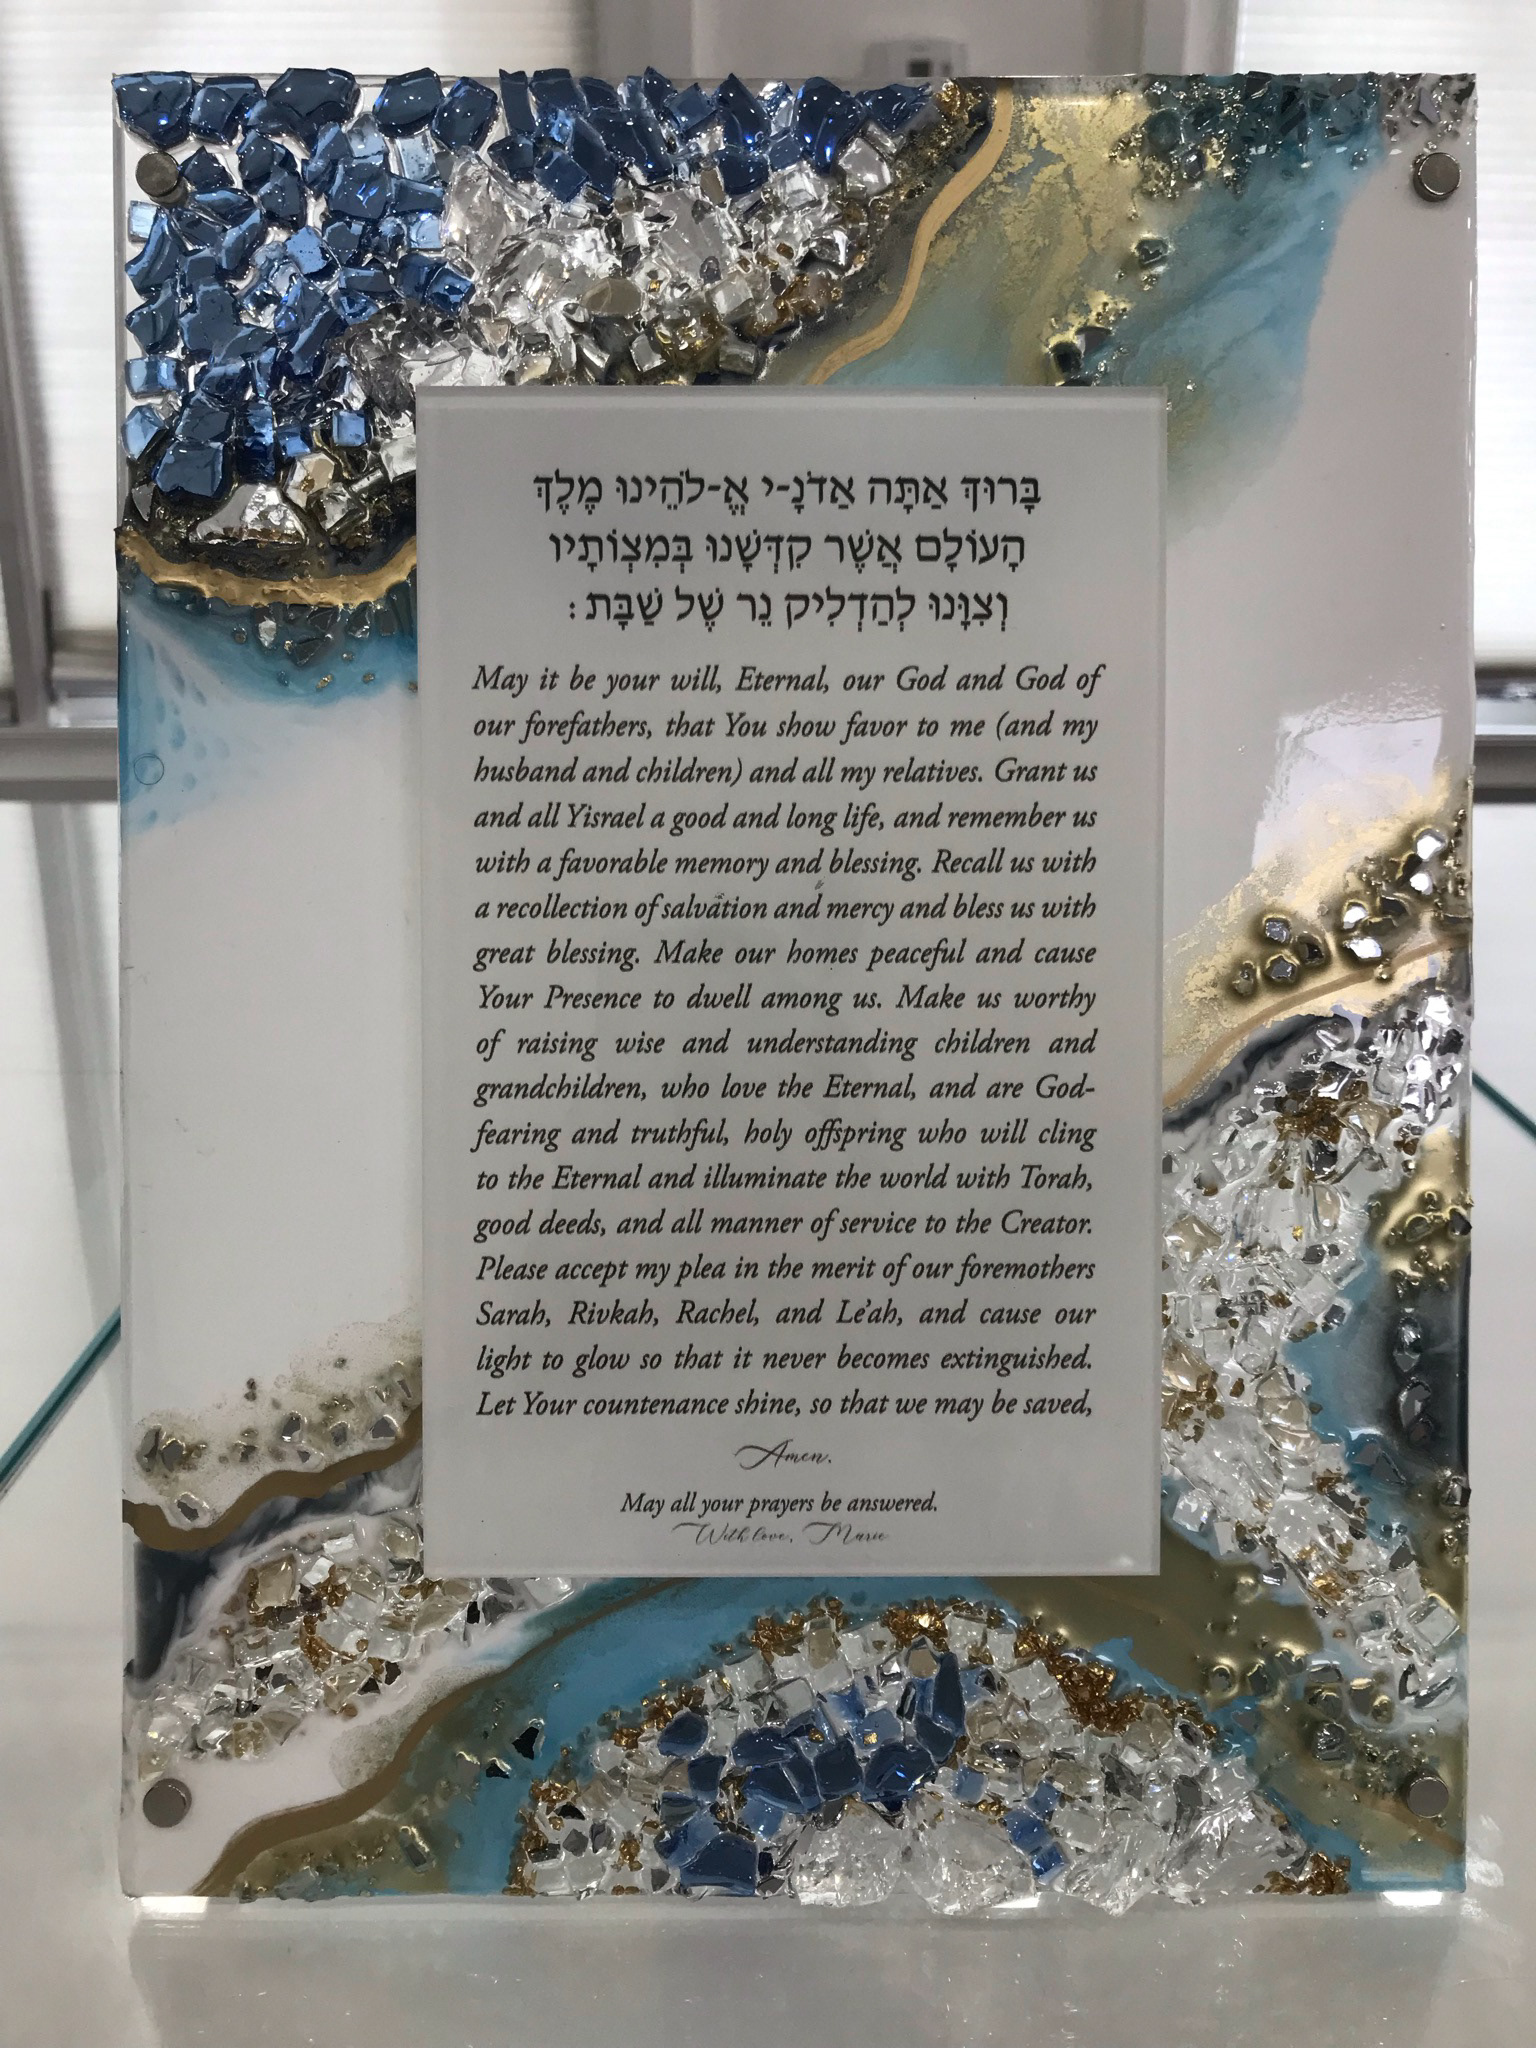 בָּרוּךְ אַתָּה אַדֹנָ-י אֱ-לֹהֵינוּ מֶלֶךְ
הָעוֹלָם אֲשֶׁר קִדְּשָׁנוּ בְּמִצְוֹתָיו
וְצִוָּנוּ לְהַדְלִיק נֵר שֶׁל שַׁבָּת :
May it be your will, Eternal, our God and God of
our forefathers, that You show favor to me (and my
husband and children) and all my relatives. Grant us
and all Yisrael a good and long life, and remember us
with a favorable memory and blessing. Recall us with
a recollection of salvation and mercy and bless us with
great blessing. Make our homes peaceful and cause
Your Presence to dwell among us. Make us worthy
of raising wise and understanding children and
grandchildren, who love the Eternal, and are God-
fearing and truthful, holy offspring who will cling
to the Eternal and illuminate the world with Torah,
good deeds, and all manner of service to the Creator.
Please accept my plea in the merit of our foremothers
Sarah, Rivkah, Rachel, and Le'ah, and cause our
light to glow so that it never becomes extinguished.
Let Your countenance shine, so that we may be saved,
Amen.
May all your prayers be answered.
With love, Marie